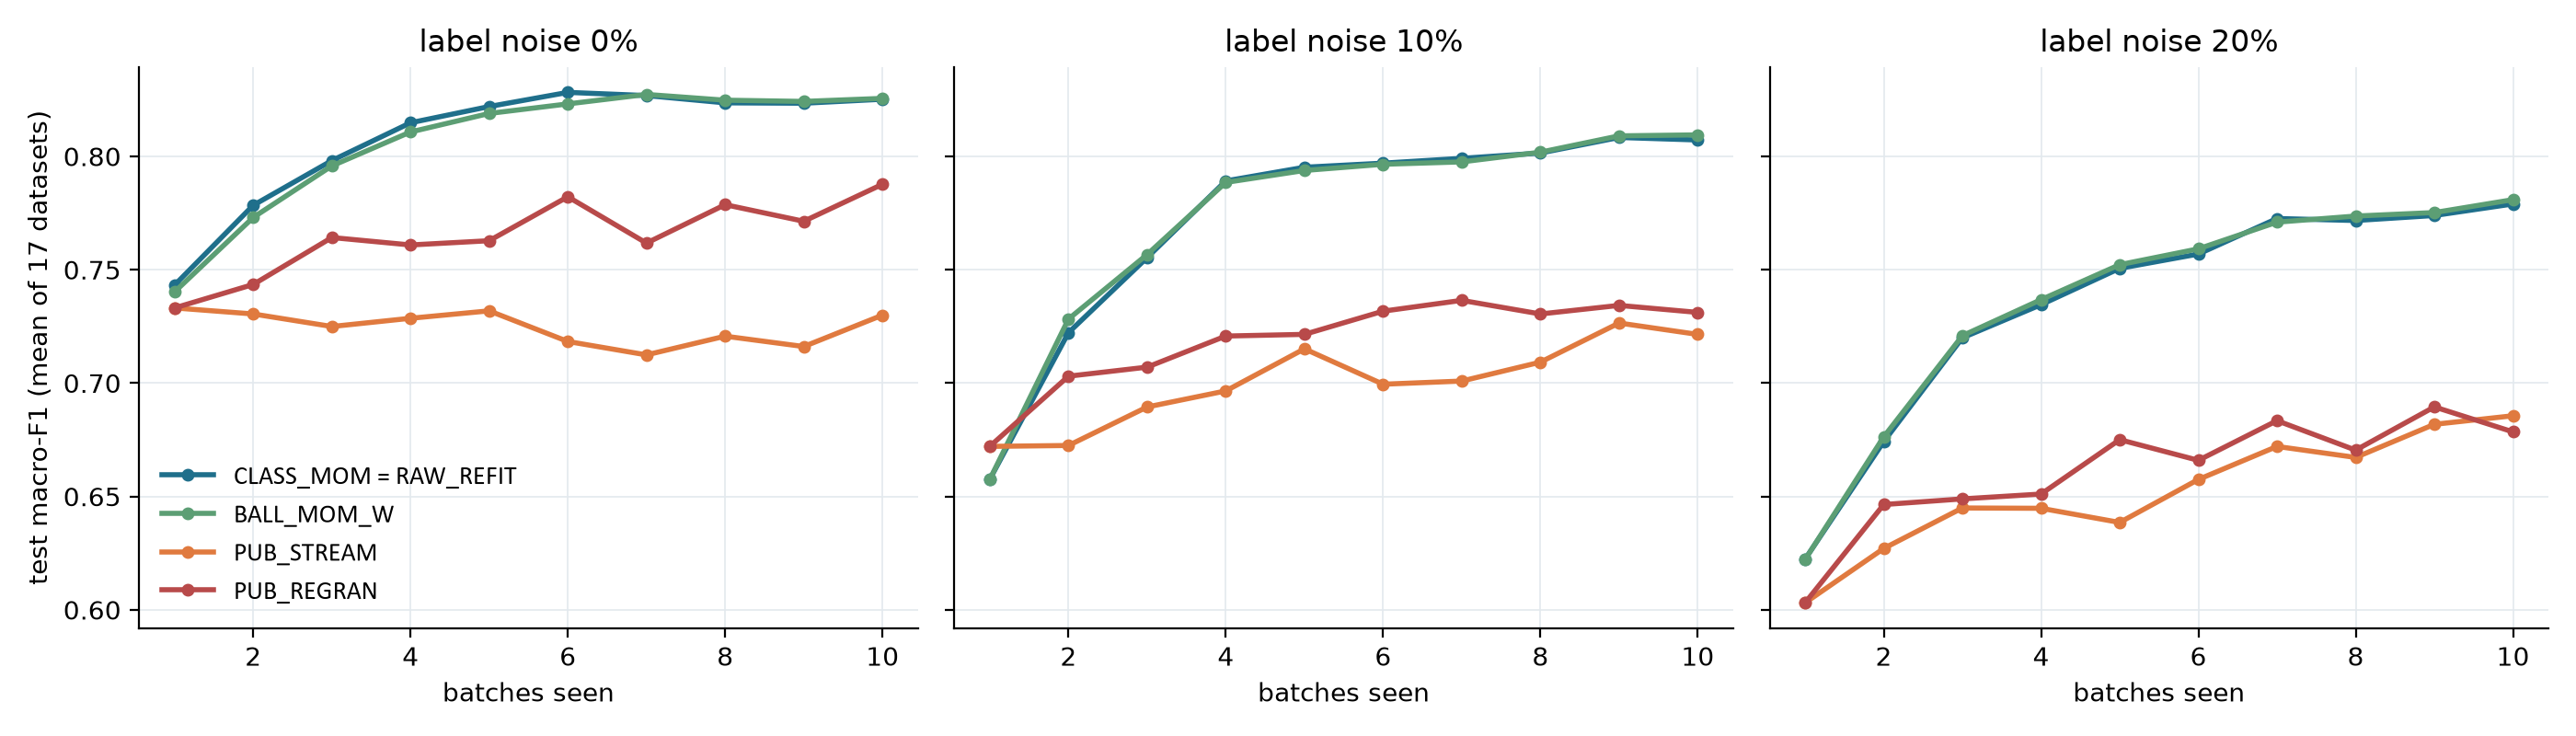 label noise 0%
label noise 10%
label noise 20%
test macro-F1 (mean of 17 datasets)
0.80
0.75
0.70
0.65
0.60
CLASS_MOM = RAW_REFIT
BALL_MOM_W
PUB_STREAM
PUB_REGRAN
2 4 6 8 10
2 4 6 8 10
2 4 6 8 10
batches seen
batches seen
batches seen